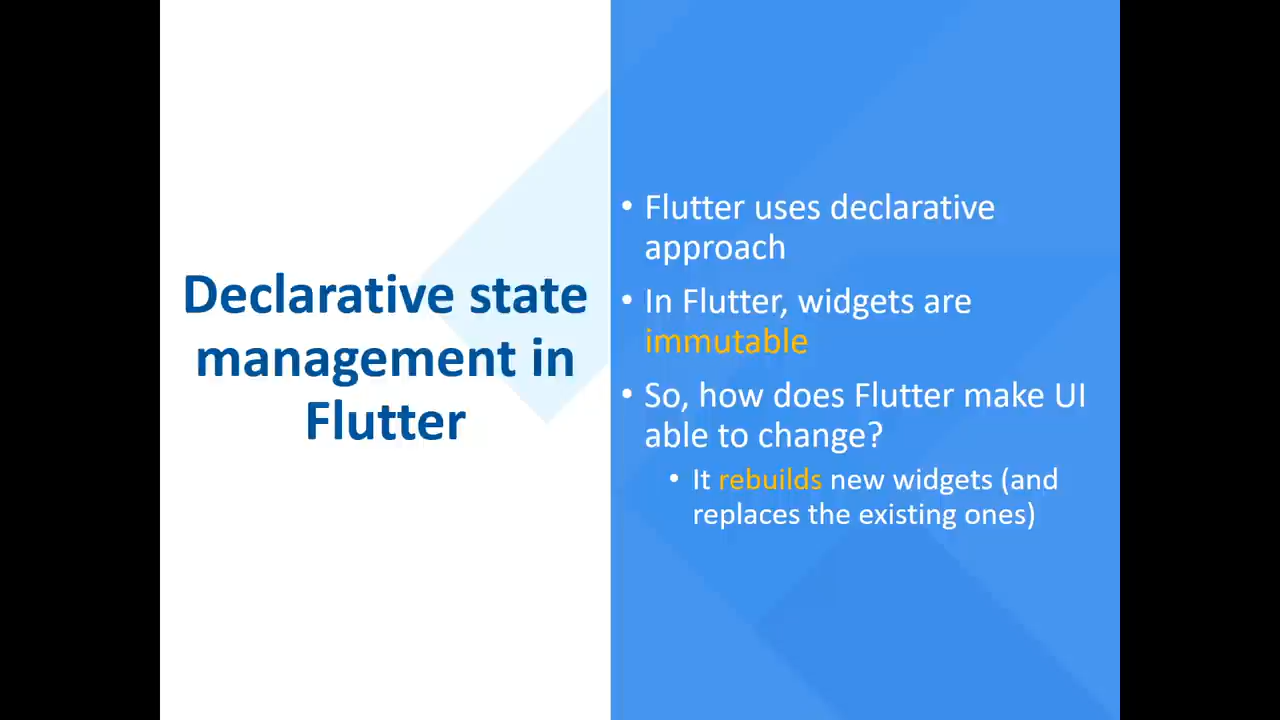 Declarative state
management in
Flutter
• Flutter uses declarative
approach
• In Flutter, widgets are
immutable
• So, how does Flutter make UI
able to change?
• It rebuilds new widgets (and
replaces the existing ones)